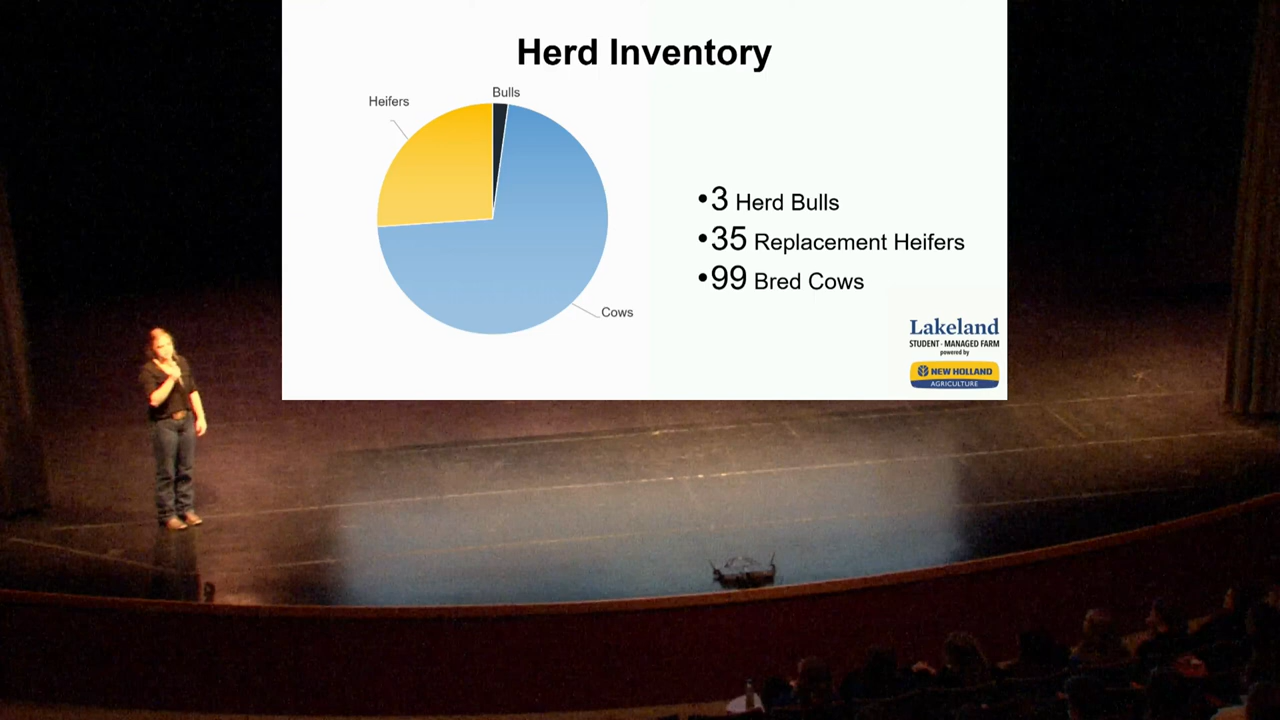 Herd Inventory
Bulls
Heifers
Cows
•3 Herd Bulls
•35 Replacement Heifers
•99 Bred Cows
Lakeland
STUDENT-MANAGED FARM
powered by
NEW HOLLAND
AGRICULTURE